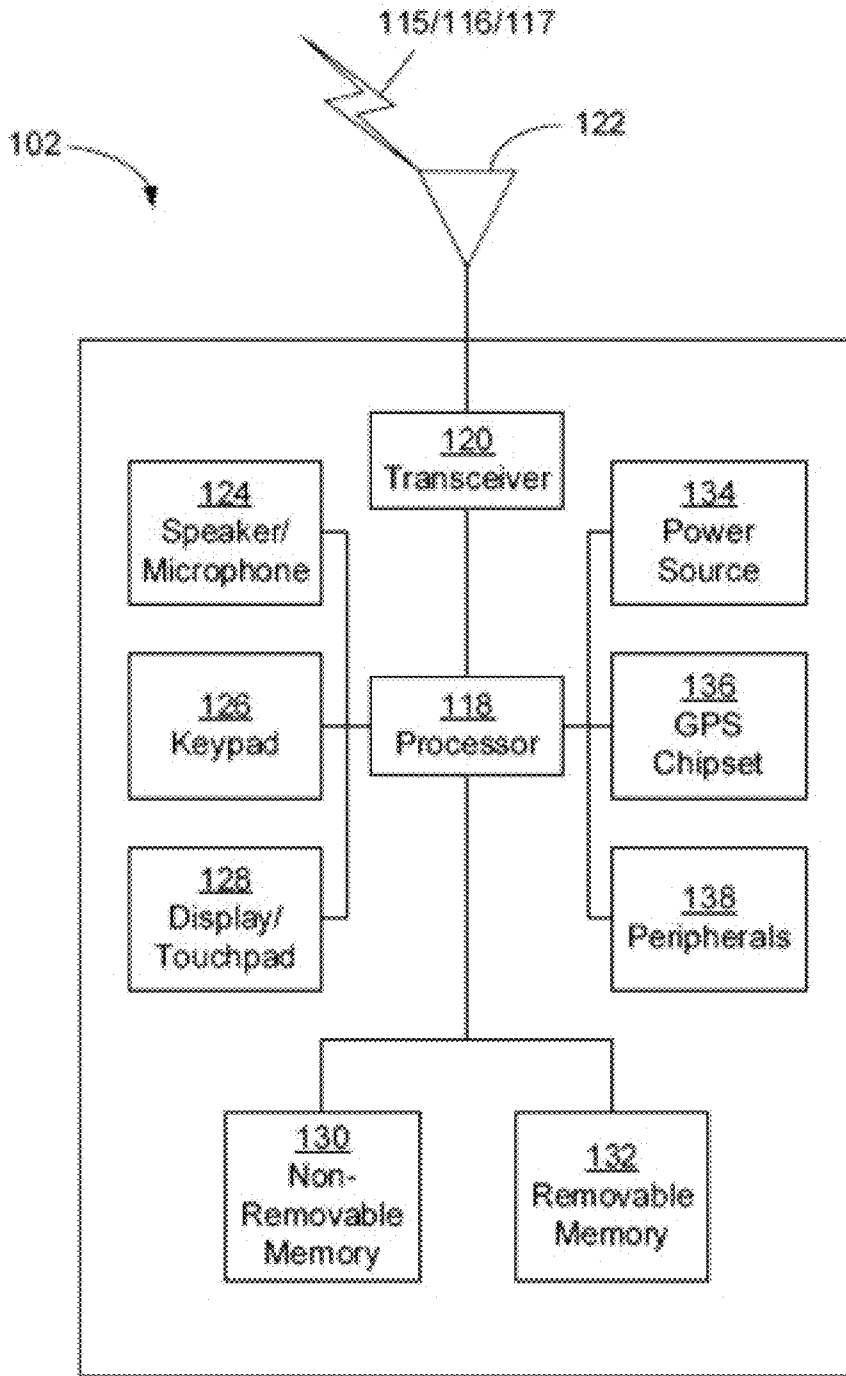 115/116/117
122
102
120
Transceiver
124
Speaker/
Microphone
134
Power
Source
126
Keypad
118
Processor
136
GPS
Chipset
128
Display/
Touchpad
138
Peripherals
130
Non-
Removable
Memory
132
Removable
Memory